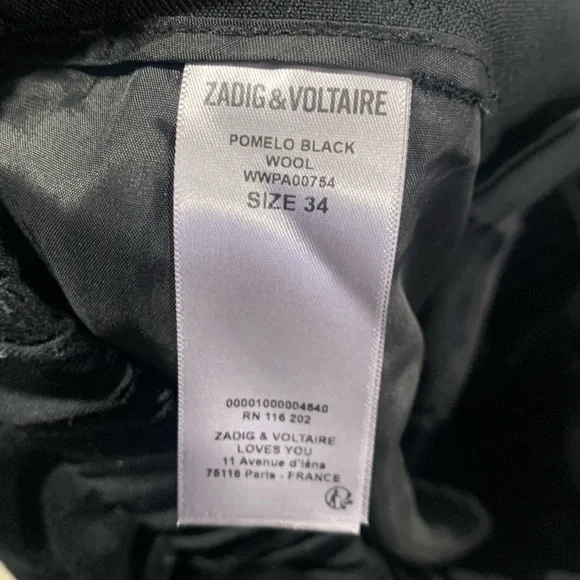 ZADIG&VOLTAIRE
POMELO BLACK
WOOL
WWPA00754
SIZE 34
00001000004640
RN 116 202
ZADIG & VOLTAIRE
LOVES YOU
11 Avenue d'iéna
75116 Paris - FRANCE